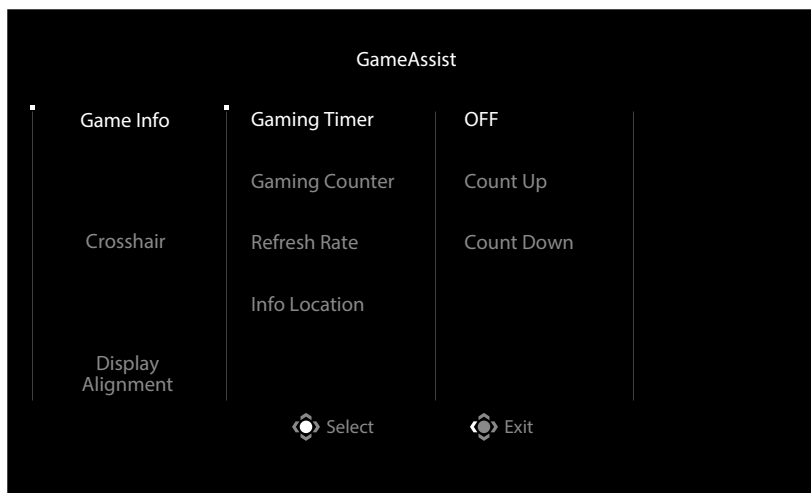 GameAssist
Game Info
Gaming Timer
OFF
Gaming Counter
Count Up
Crosshair
Refresh Rate
Count Down
Info Location
Display
Alignment
Select
Exit